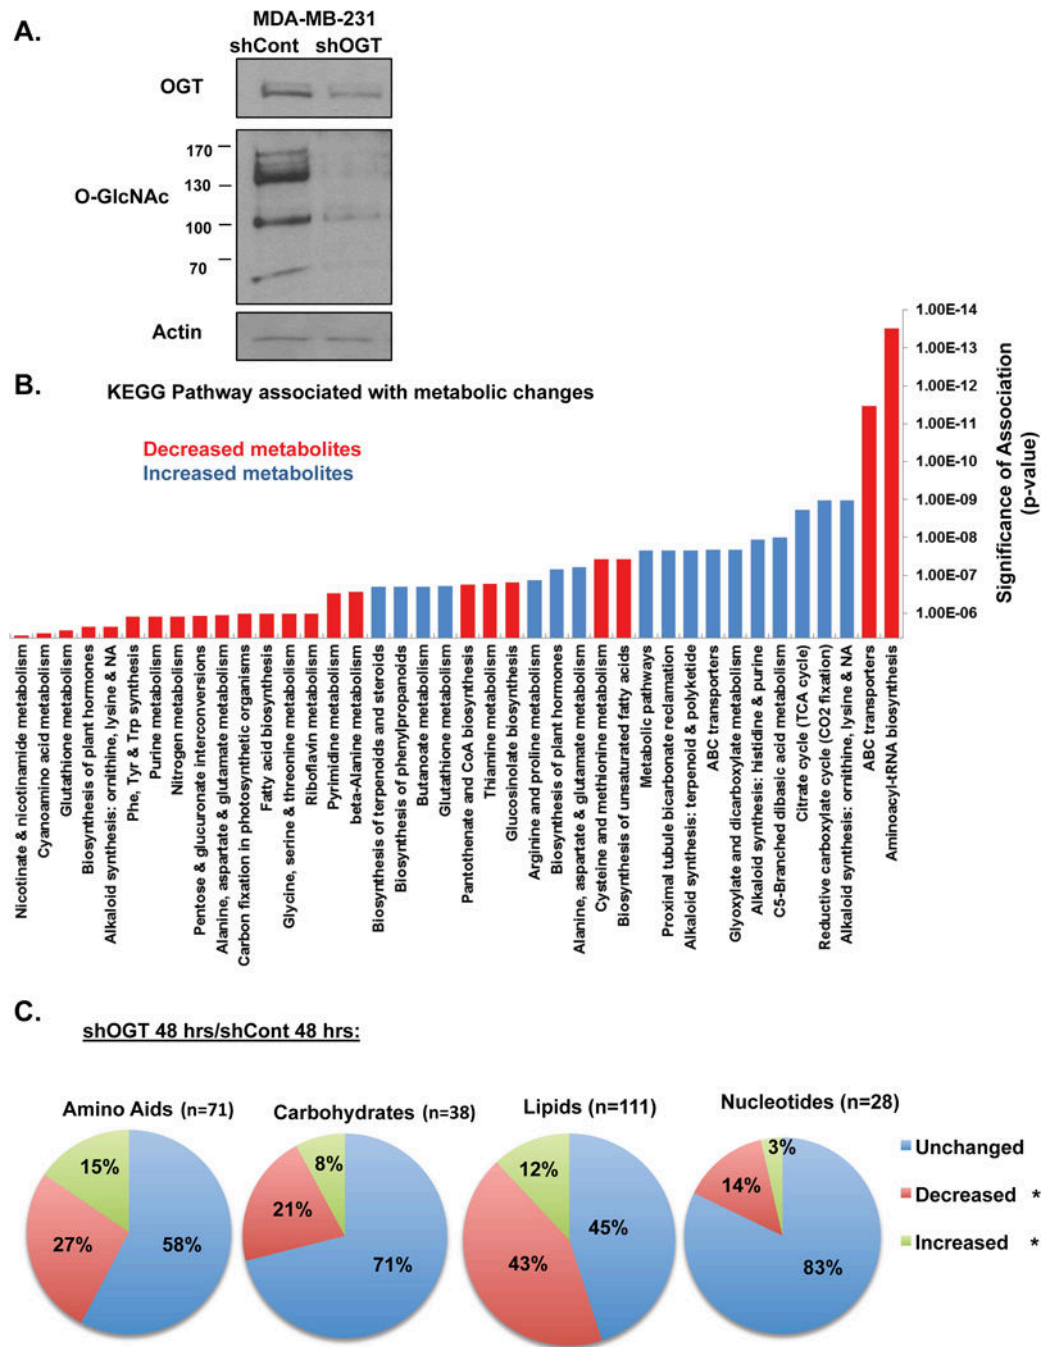 A.
MDA-MB-231
shCont shOGT
OGT
O-GlcNAc
170
130
100
70
Actin
B.
KEGG Pathway associated with metabolic changes
Decreased metabolites
Increased metabolites
1.00E-14
1.00E-13
1.00E-12
1.00E-11
1.00E-10
1.00E-09
1.00E-08
1.00E-07
1.00E-06
Significance of Association
(p-value)
Nicotinate & nicotinamide metabolism
Cyanoamino acid metabolism
Glutathione metabolism
Biosynthesis of plant hormones
Alkaloid synthesis: ornithine, lysine & NA
Phe, Tyr & Trp synthesis
Purine metabolism
Nitrogen metabolism
Pentose & glucuronate interconversions
Alanine, aspartate & glutamate metabolism
Carbon fixation in photosynthetic organisms
Fatty acid biosynthesis
Glycine, serine & threonine metabolism
Riboflavin metabolism
Pyrimidine metabolism
beta-Alanine metabolism
Biosynthesis of terpenoids and steroids
Biosynthesis of phenylpropanoids
Butanoate metabolism
Glutathione metabolism
Pantothenate and CoA biosynthesis
Thiamine metabolism
Glucosinolate biosynthesis
Arginine and proline metabolism
Biosynthesis of plant hormones
Alanine, aspartate & glutamate metabolism
Cysteine and methionine metabolism
Biosynthesis of unsaturated fatty acids
Metabolic pathways
Proximal tubule bicarbonate reclamation
Alkaloid synthesis: terpenoid & polyketide
ABC transporters
Glyoxylate and dicarboxylate metabolism
Alkaloid synthesis: histidine & purine
C5-Branched dibasic acid metabolism
Citrate cycle (TCA cycle)
Reductive carboxylate cycle (CO2 fixation)
Alkaloid synthesis: ornithine, lysine & NA
ABC transporters
Aminoacyl-tRNA biosynthesis
C.
shOGT 48 hrs/shCont 48 hrs:
Amino Aids (n=71)
15%
27%
58%
Carbohydrates (n=38)
8%
21%
71%
Lipids (n=111)
12%
45%
43%
Nucleotides (n=28)
3%
14%
83%
Unchanged
Decreased *
Increased *